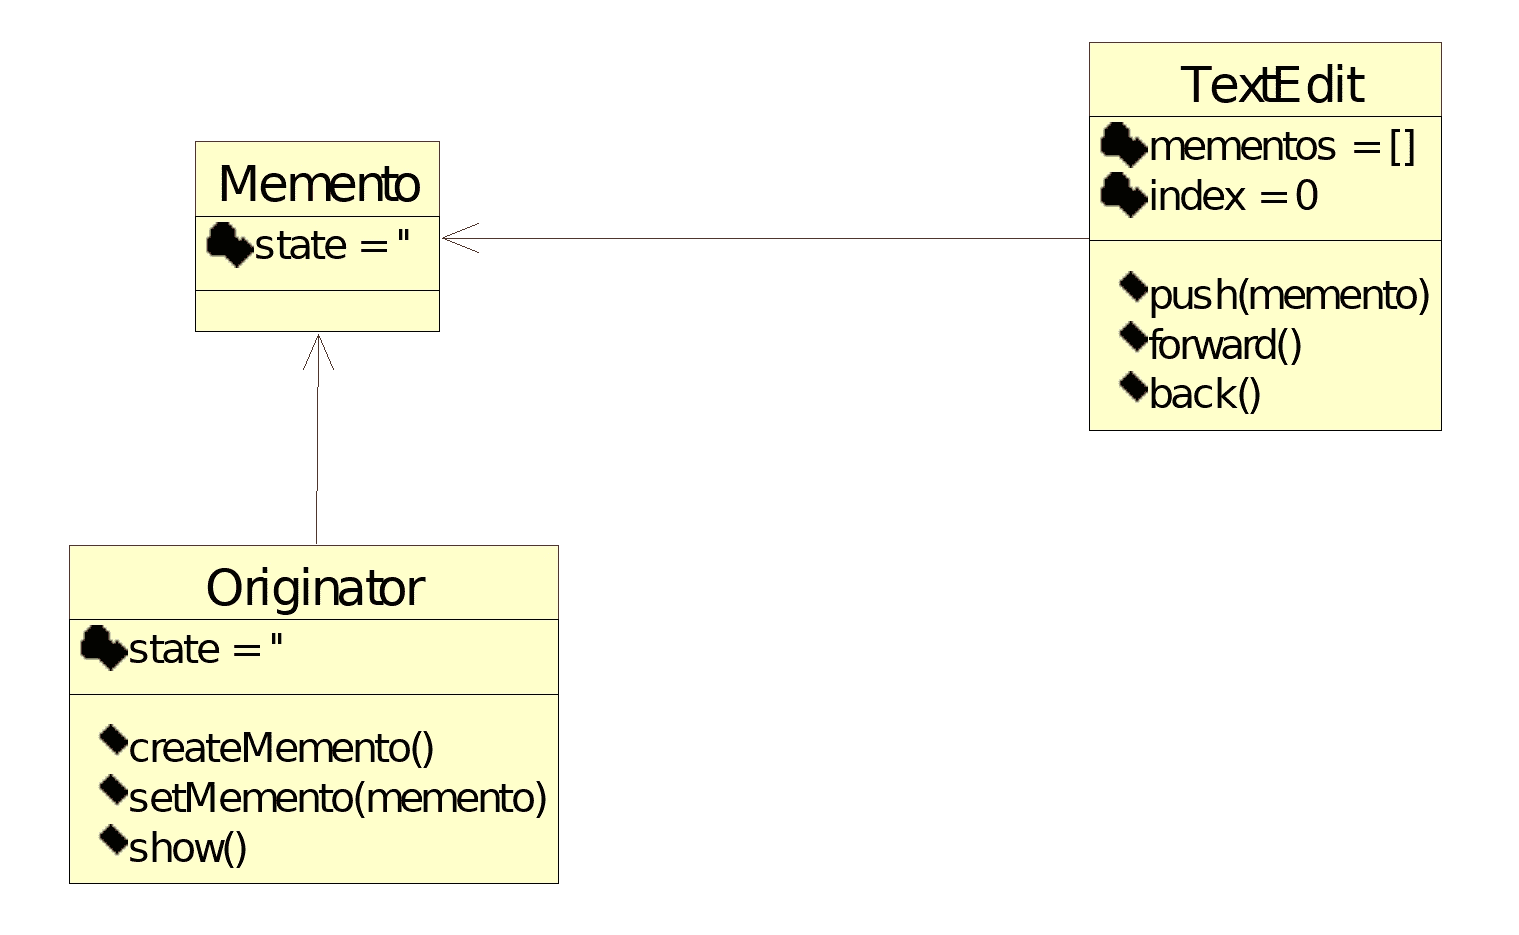 TextEdit
mementos = []
index = 0
push(memento)
forward()
back()
Memento
state = ''
Originator
state = ''
createMemento()
setMemento(memento)
show()